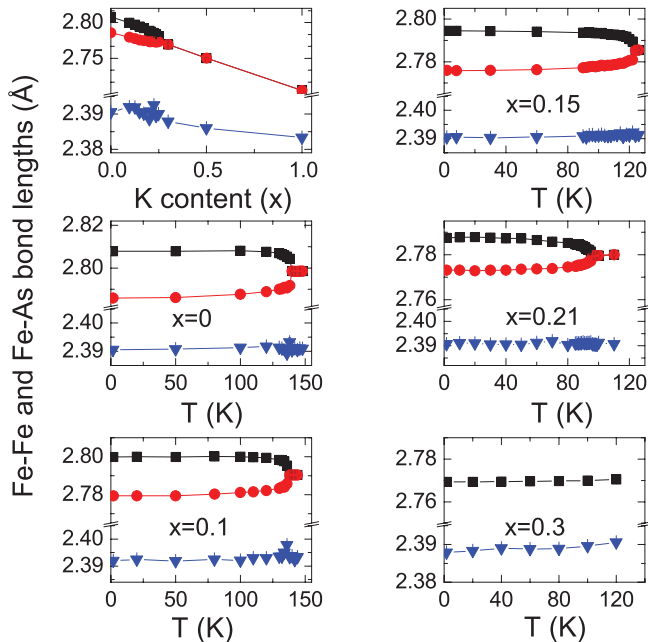 Fe-Fe and Fe-As bond lengths (Å)
2.80
2.75
2.39
2.38
0.0 0.5 1.0
K content (x)
2.80
2.78
2.40
2.39
x=0.15
0 40 80 120
T (K)
2.82
2.80
2.40
2.39
x=0
0 50 100 150
T (K)
2.78
2.76
2.40
2.39
x=0.21
0 40 80 120
T (K)
2.80
2.78
2.40
2.39
x=0.1
0 50 100 150
T (K)
2.78
2.76
2.39
2.38
x=0.3
0 40 80 120
T (K)